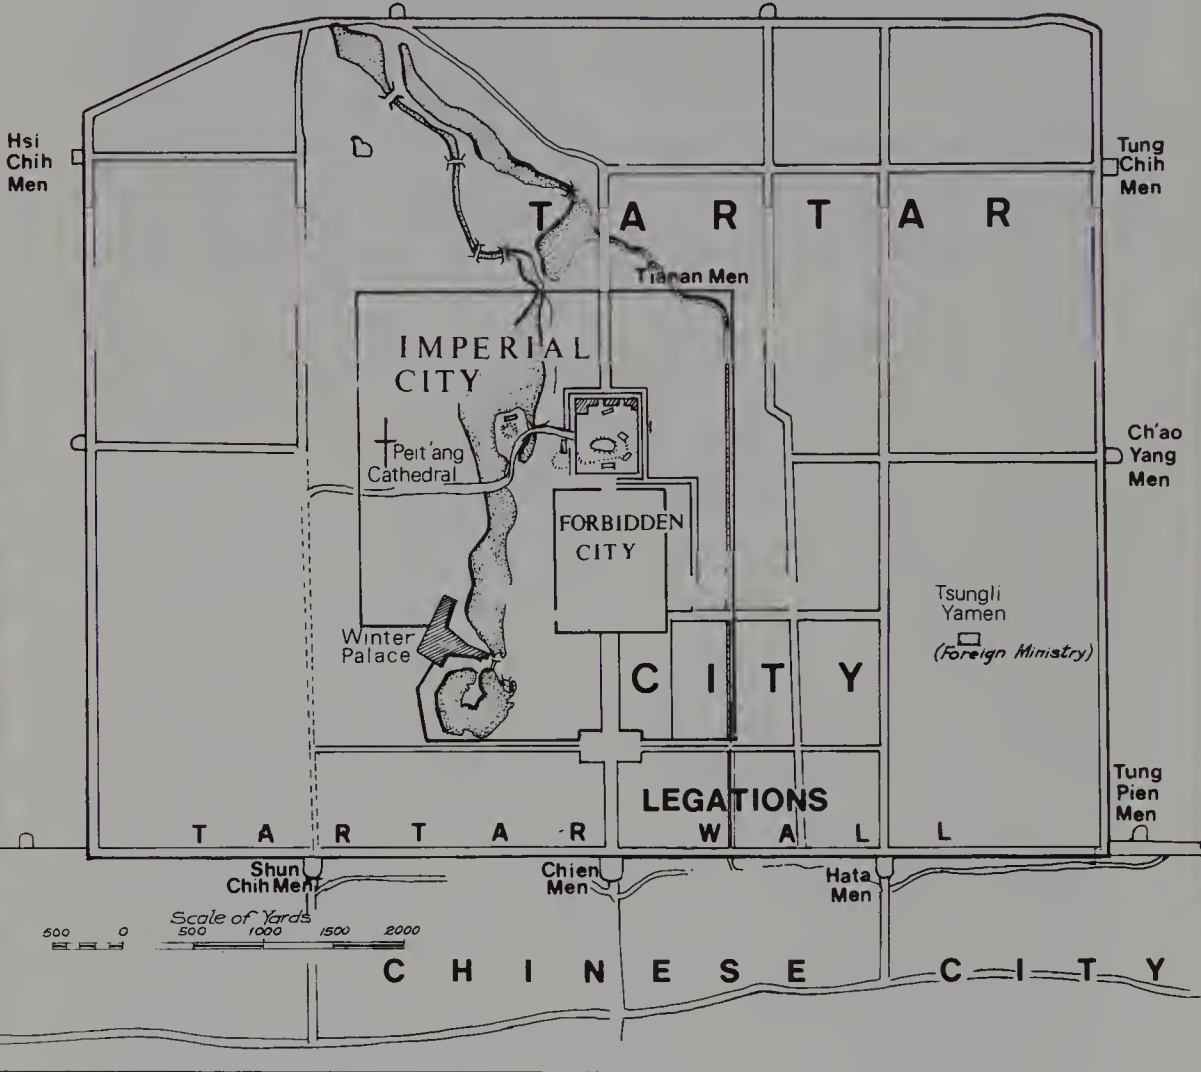 Hsi
Chih
Men
Tung
Chih
Men
T A R T A R
Tianan Men
IMPERIAL
CITY
Peit'ang
Cathedral
Ch'ao
Yang
Men
FORBIDDEN
CITY
Tsungli
Yamen
(Foreign Ministry)
Winter
Palace
C I T Y
Tung
Pien
Men
LEGATIONS
T A R T A R W A L L
Shun
Chih Men
Chien
Men
Hata
Men
Scale of Yards
500 0 500 1000 1500 2000
C H I N E S E C I T Y